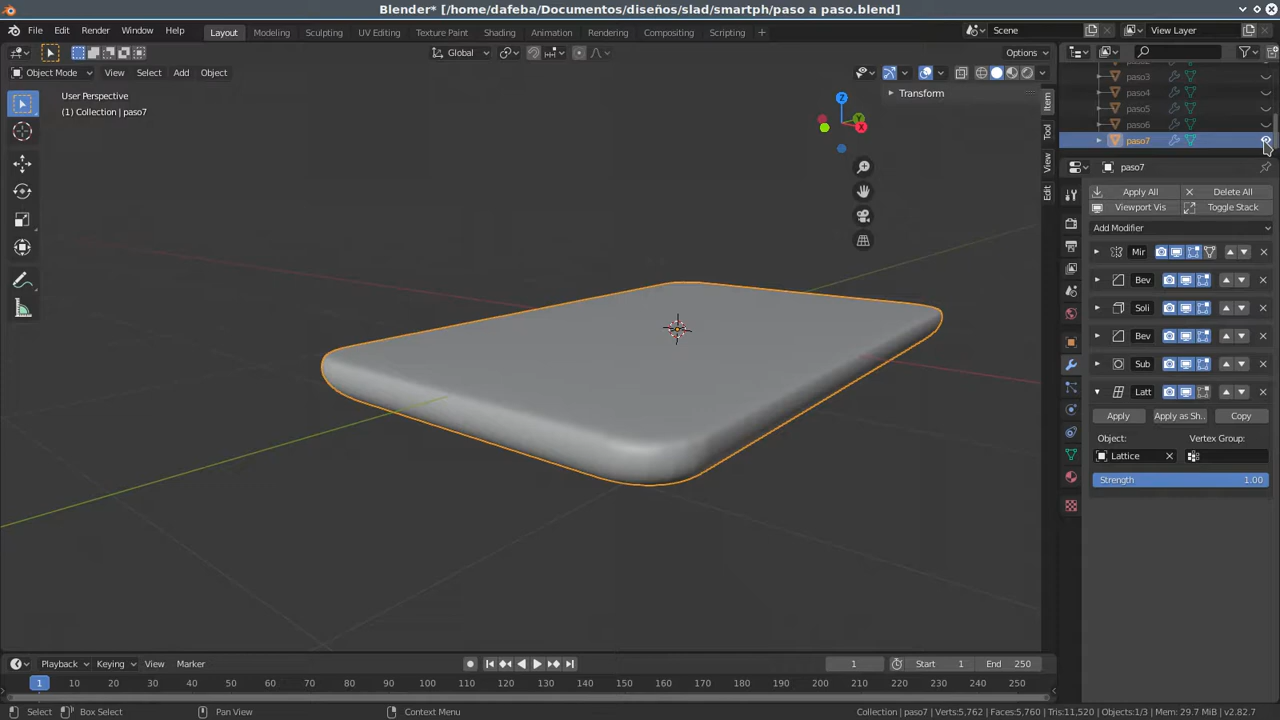 Blender* [/home/dafeba/Documentos/diseños/slad/smartph/paso a paso.blend]
File Edit Render Window Help Layout Modeling Sculpting UV Editing Texture Paint Shading Animation Rendering Compositing Scripting + Scene View Layer
Global Options
Object Mode View Select Add Object
User Perspective
(1) Collection | paso7
Transform
Item
Tool
View
Edit
Z
Y
X
paso3
paso4
paso5
paso6
paso7
paso7
Apply All Delete All
Viewport Vis Toggle Stack
Add Modifier
Mir
Bev
Soli
Bev
Sub
Latt
Apply Apply as Sh.. Copy
Object: Vertex Group:
Lattice
Strength 1.00
Playback Keying View Marker 1 Start 1 End 250
1 10 20 30 40 50 60 70 80 90 100 110 120 130 140 150 160 170 180 190 200 210 220 230 240 250
Select Box Select Pan View Context Menu Collection | paso7 | Verts:5,762 | Faces:5,760 | Tris:11,520 | Objects:1/3 | Mem: 29.7 MiB | v2.82.7